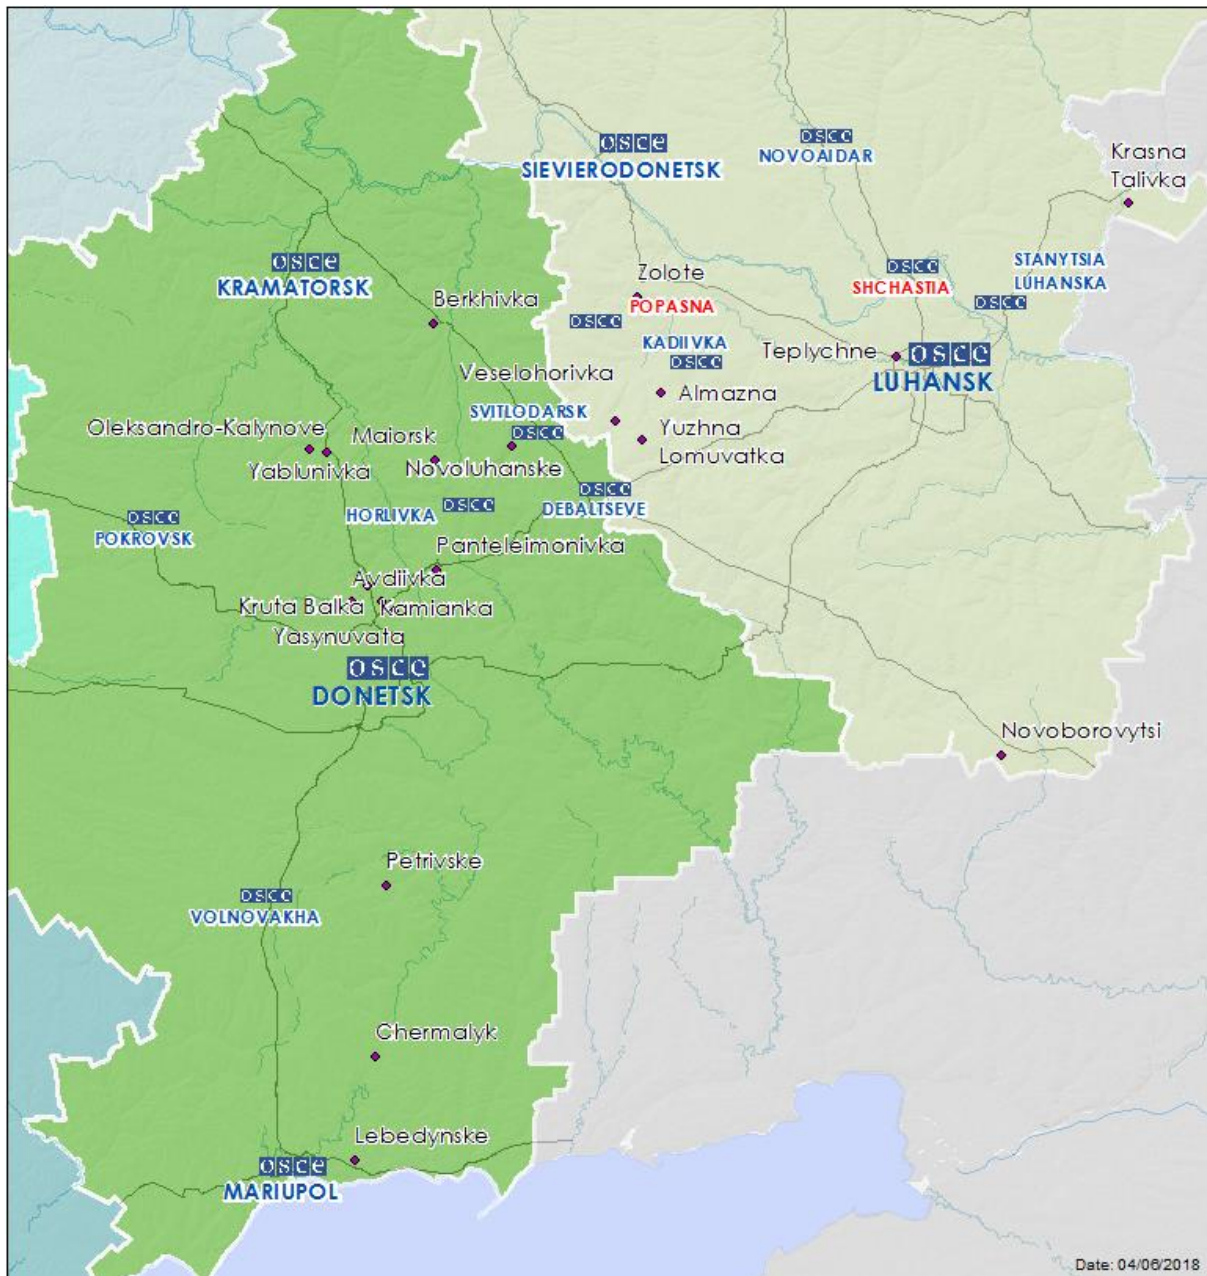 osce
SIEVIERODONETSK
osce
NOVOAIDAR
Krasna
Talivka
osce
KRAMATORSK
Berkhivka
Zolote
POPASNA
osce
osce
SHCHASTIA
STANYTSIA
LUHANSKA
osce
KADIIVKA
osce
Teplychne
osce
LUHANSK
Veselohorivka
Almazna
Yuzhna
Lomuvatka
SVITLODARSK
osce
Oleksandro-Kalynove
Yablunivka
Maiorsk
Novoluhanske
osce
DEBALTSEVE
HORLIVKA
osce
osce
POKROVSK
Panteleimonivka
Avdiivka
Kruta Balka
Kamianka
Yasynuvata
osce
DONETSK
Novoborovytsi
Petrivske
osce
VOLNOVAKHA
Chermalyk
Lebedynske
osce
MARIUPOL
Date: 04/06/2018